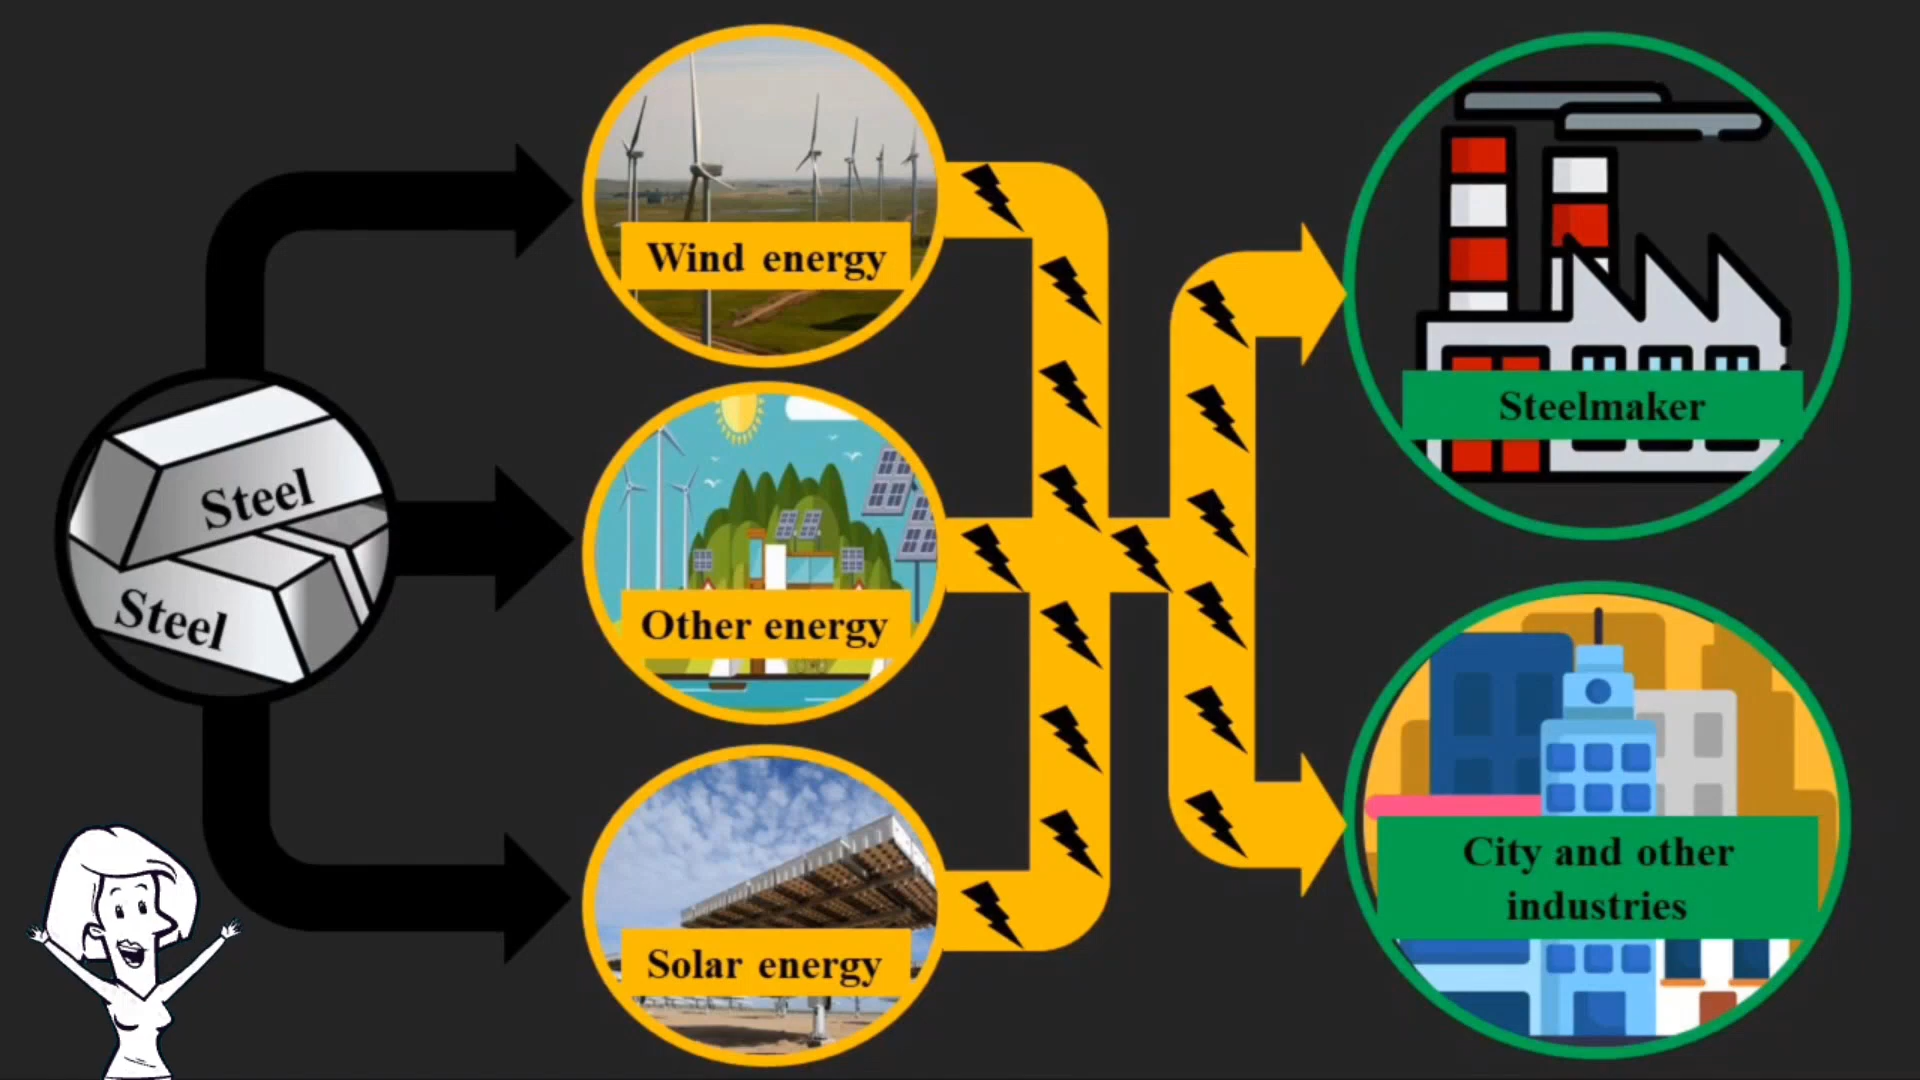 Steel
Steel
Wind energy
Other energy
Solar energy
Steelmaker
City and other
industries